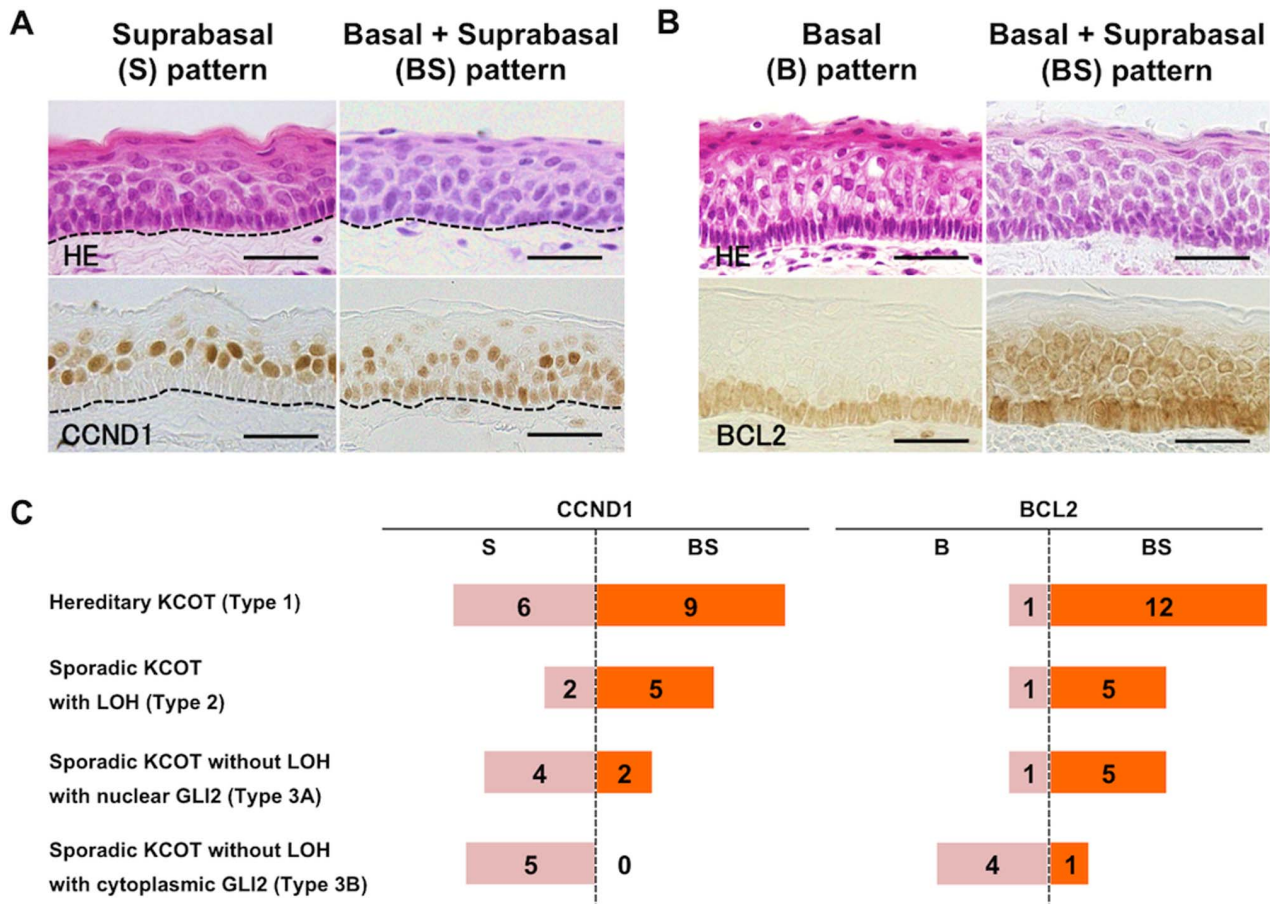 A
Suprabasal
(S) pattern
Basal + Suprabasal
(BS) pattern
HE
CCND1
B
Basal
(B) pattern
Basal + Suprabasal
(BS) pattern
HE
BCL2
C
CCND1
BCL2
S
BS
B
BS
Hereditary KCOT (Type 1)
6
9
1
12
Sporadic KCOT
with LOH (Type 2)
2
5
1
5
Sporadic KCOT without LOH
with nuclear GLI2 (Type 3A)
4
2
1
5
Sporadic KCOT without LOH
with cytoplasmic GLI2 (Type 3B)
5
0
4
1